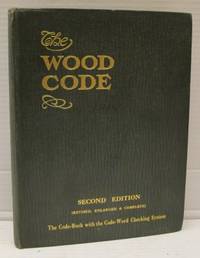 The
WOOD
CODE
SECOND EDITION
(REVISED, ENLARGED & COMPLETE)
The Code-Book with the Code-Word Checking System